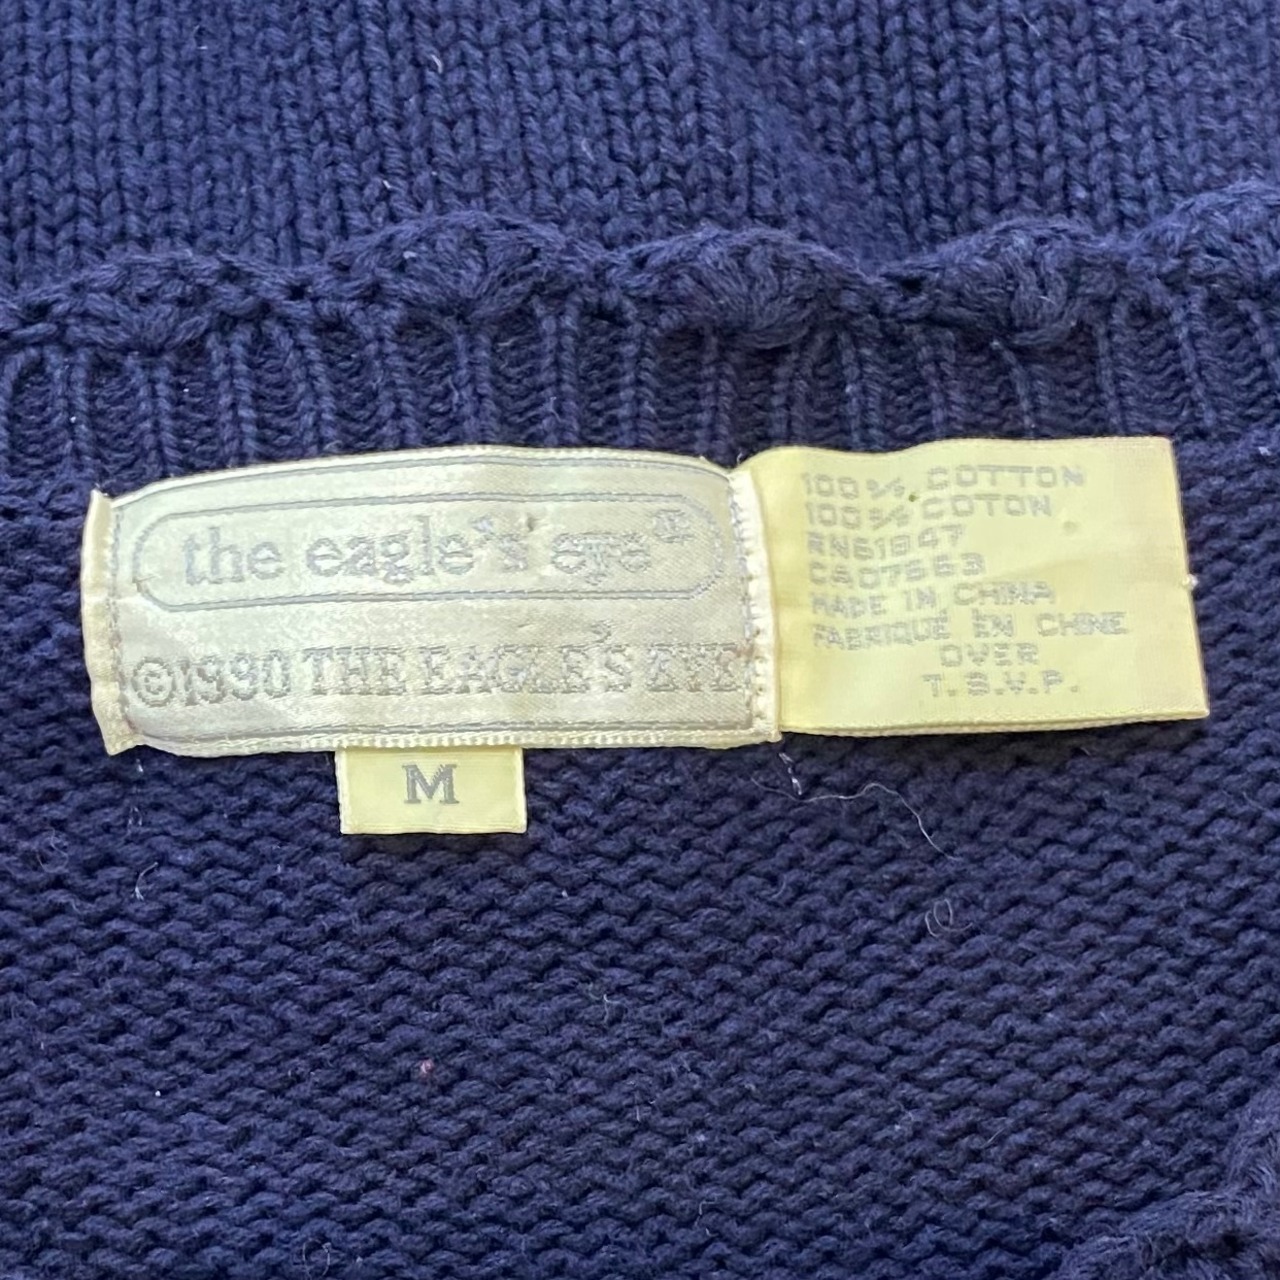 the eagle's eye®
©1990 THE EAGLE'S EYE
M
100% COTTON
100% COTON
RN61847
CA07663
MADE IN CHINA
FABRIQUÉ EN CHINE
OVER
T.S.V.P.